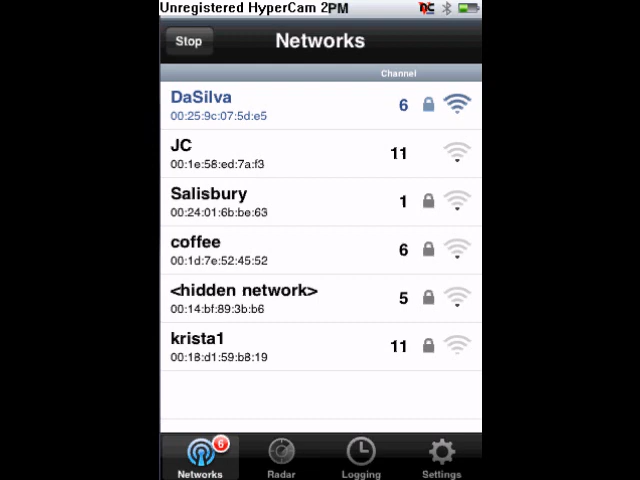 Unregistered HyperCam 2PM
Stop
Networks
Channel
DaSilva
6
00:25:9c:07:5d:e5
JC
11
00:1e:58:ed:7a:f3
Salisbury
1
00:24:01:6b:be:63
coffee
6
00:1d:7e:52:45:52
<hidden network>
5
00:14:bf:89:3b:b6
krista1
11
00:18:d1:59:b8:19
6
Networks
Radar
Logging
Settings